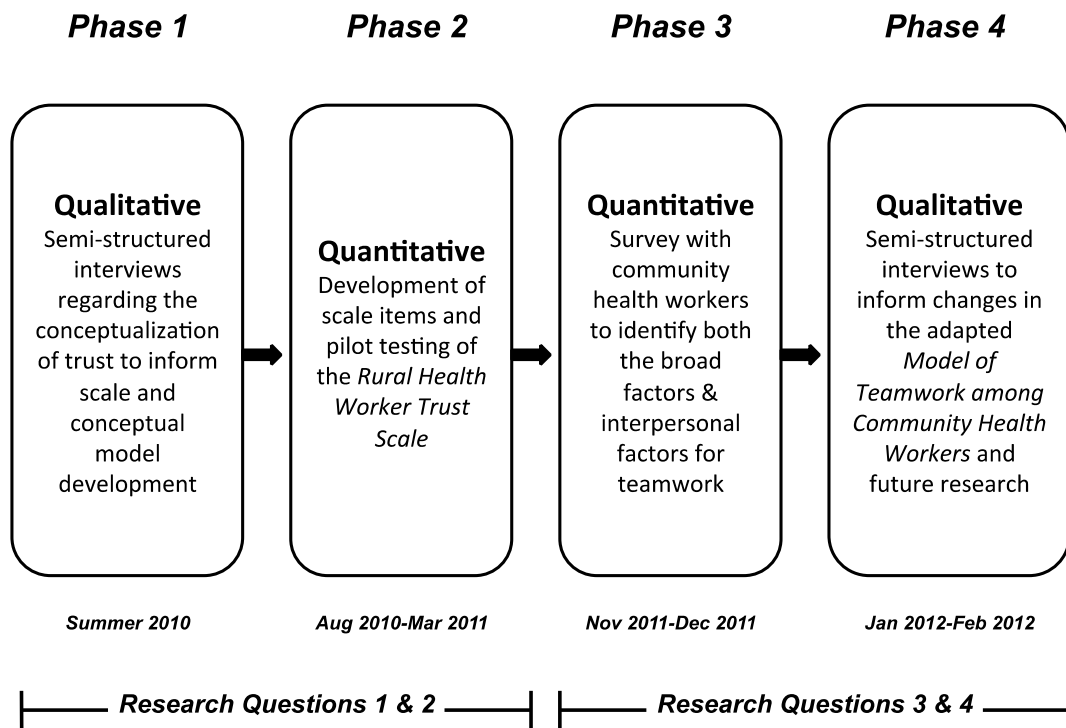 Phase 1
Phase 2
Phase 3
Phase 4
Qualitative
Semi-structured
interviews
regarding the
conceptualization
of trust to inform
scale and
conceptual
model
development
Quantitative
Development of
scale items and
pilot testing of
the Rural Health
Worker Trust
Scale
Quantitative
Survey with
community
health workers
to identify both
the broad
factors &
interpersonal
factors for
teamwork
Qualitative
Semi-structured
interviews to
inform changes in
the adapted
Model of
Teamwork among
Community Health
Workers and
future research
Summer 2010
Aug 2010-Mar 2011
Nov 2011-Dec 2011
Jan 2012-Feb 2012
Research Questions 1 & 2
Research Questions 3 & 4